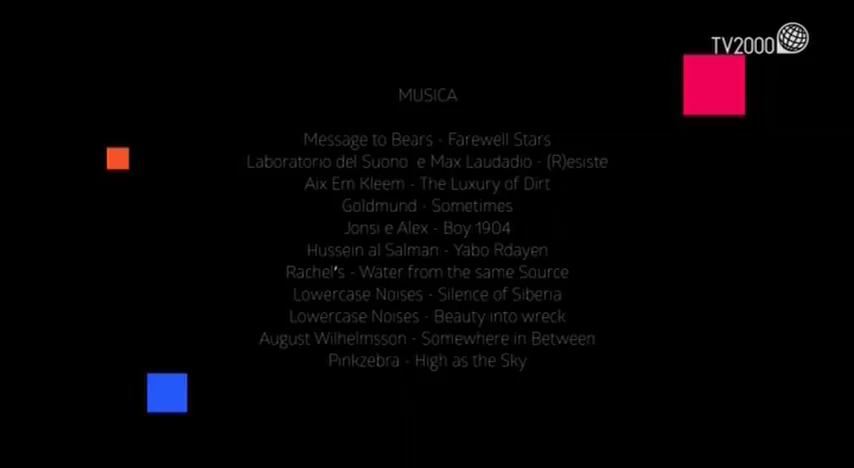 TV2000
MUSICA
Message to Bears - Farewell Stars
Laboratorio del Suono e Max Laudadio - (R)esiste
Aix Em Kleem - The Luxury of Dirt
Goldmund - Sometimes
Jonsi e Alex - Boy 1904
Hussein al Salman - Yabo Rdayen
Rachel's - Water from the same Source
Lowercase Noises - Silence of Siberia
Lowercase Noises - Beauty into wreck
August Wilhelmsson - Somewhere in Between
Pinkzebra - High as the Sky